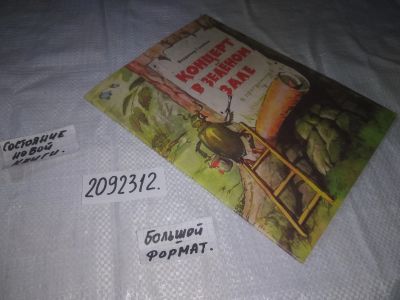 КОНЦЕРТ
В ЗЕЛЁНОМ
ЗАЛЕ
СОСТОЯНИЕ
НОВОЙ
КНИГИ.
2092312.
БОЛЬШОЙ
ФОРМАТ.